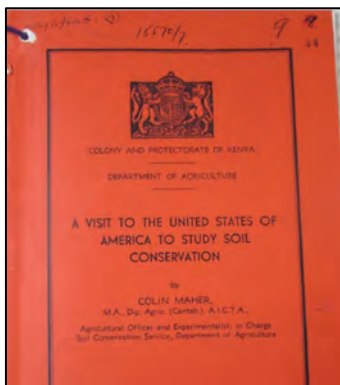 15570/7 9
COLONY AND PROTECTORATE OF KENYA
DEPARTMENT OF AGRICULTURE
A VISIT TO THE UNITED STATES OF
AMERICA TO STUDY SOIL
CONSERVATION
by
COLIN MAHER,
M.A., Dip. Agric. (Cantab.), A.I.C.T.A.,
Agricultural Officer and Experimentalist, in Charge
Soil Conservation Service, Department of Agriculture